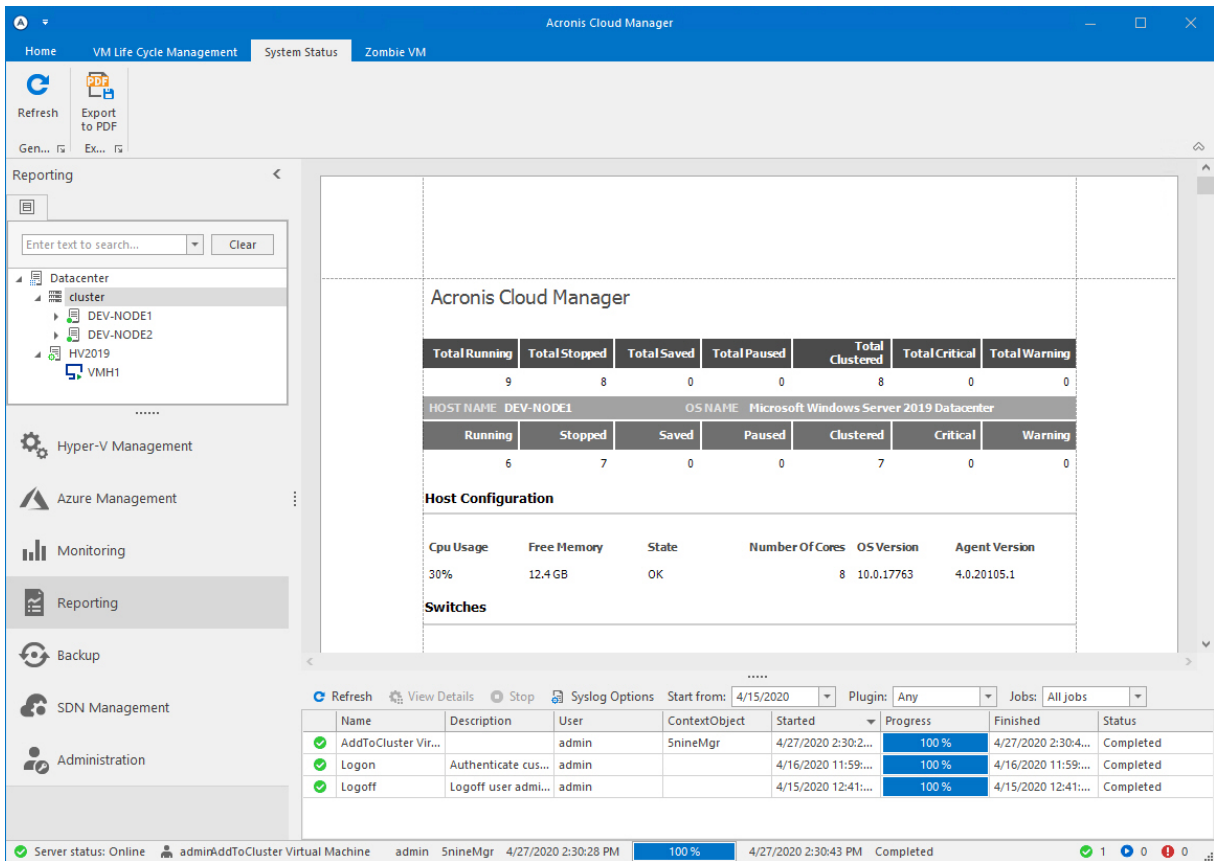 Acronis Cloud Manager
Home VM Life Cycle Management System Status Zombie VM
Refresh
Export to PDF
Gen... Ex...
Reporting
Enter text to search... Clear
Datacenter
cluster
DEV-NODE1
DEV-NODE2
HV2019
VMH1
Hyper-V Management
Azure Management
Monitoring
Reporting
Backup
SDN Management
Administration
Acronis Cloud Manager
Total Running Total Stopped Total Saved Total Paused Total Clustered Total Critical Total Warning
9 8 0 0 8 0 0
HOST NAME DEV-NODE1 OS NAME Microsoft Windows Server 2019 Datacenter
Running Stopped Saved Paused Clustered Critical Warning
6 7 0 0 7 0 0
Host Configuration
Cpu Usage Free Memory State Number Of Cores OS Version Agent Version
30% 12.4 GB OK 8 10.0.17763 4.0.20105.1
Switches
Refresh View Details Stop Syslog Options Start from: 4/15/2020 Plugin: Any Jobs: All jobs
Name Description User ContextObject Started Progress Finished Status
AddToCluster Vir... admin 5nineMgr 4/27/2020 2:30:2... 100 % 4/27/2020 2:30:4... Completed
Logon Authenticate cus... admin 4/16/2020 11:59:... 100 % 4/16/2020 11:59:... Completed
Logoff Logoff user admi... admin 4/15/2020 12:41:... 100 % 4/15/2020 12:41:... Completed
Server status: Online adminAddToCluster Virtual Machine admin 5nineMgr 4/27/2020 2:30:28 PM 100 % 4/27/2020 2:30:43 PM Completed 1 0 0